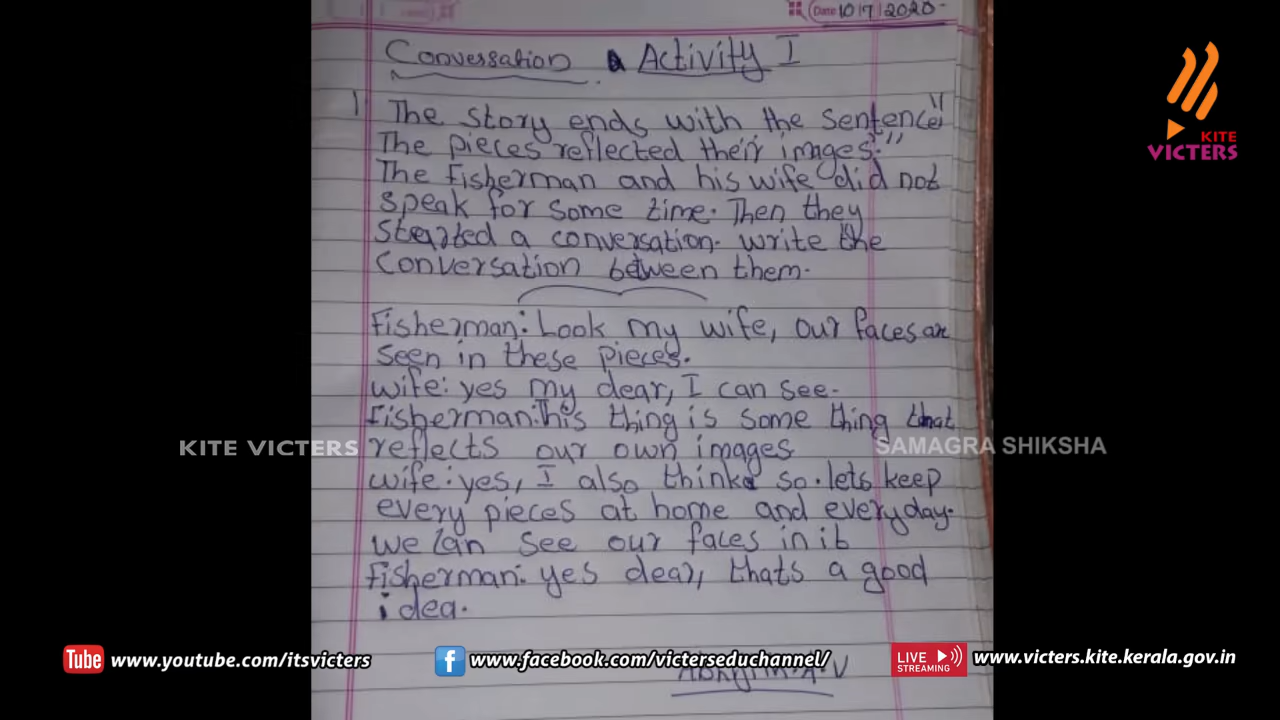 Date: 10/7/2020
Conversation Activity I
1. The story ends with the sentence"
The pieces reflected their images."
The fisherman and his wife did not
speak for some time. Then they
started a conversation. write the
conversation between them.
Fisherman: Look my wife, our faces are
seen in these pieces.
wife: yes my dear, I can see.
Fisherman: This thing is some thing that
reflects our own images
wife: yes, I also think so. lets keep
every pieces at home and everyday.
we can see our faces in it
Fisherman: yes dear, thats a good
idea.
KITE
VICTERS
KITE VICTERS
SAMAGRA SHIKSHA
Tube www.youtube.com/itsvicters
f www.facebook.com/victerseduchannel/
LIVE STREAMING www.victers.kite.kerala.gov.in